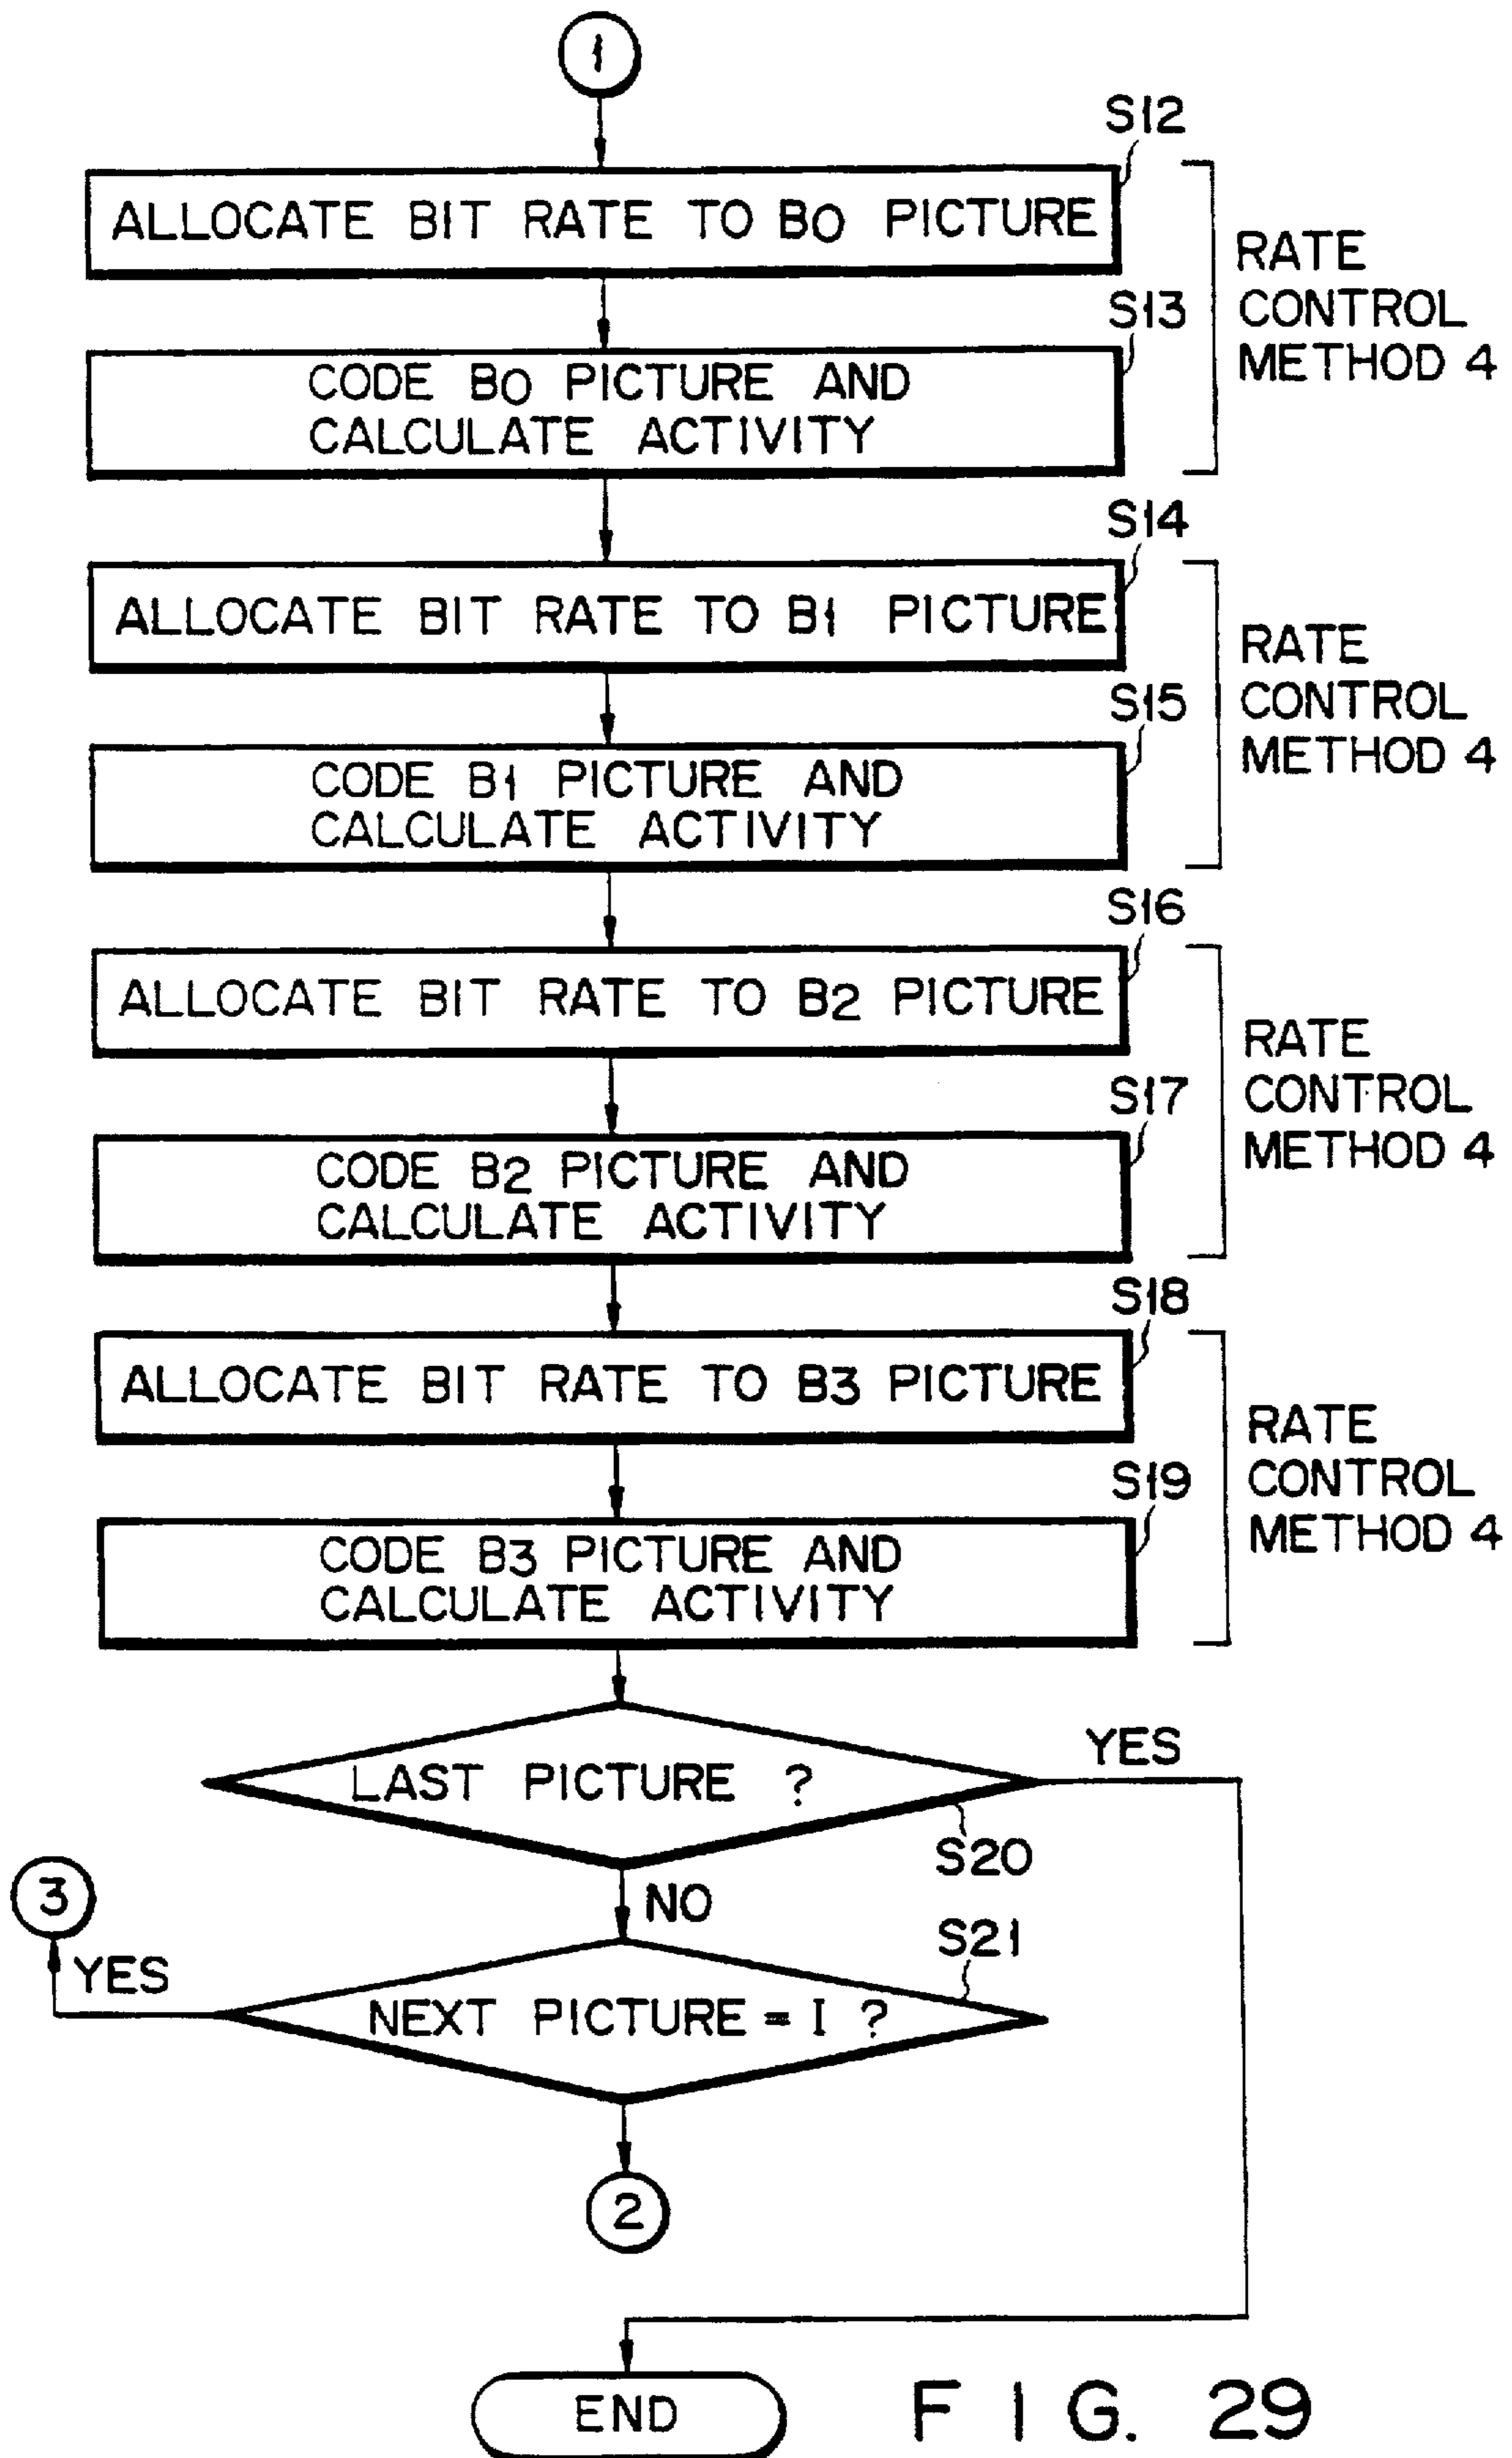 1
S12
ALLOCATE BIT RATE TO B0 PICTURE
RATE
CONTROL
METHOD 4
S13
CODE B0 PICTURE AND
CALCULATE ACTIVITY
S14
ALLOCATE BIT RATE TO B1 PICTURE
RATE
CONTROL
METHOD 4
S15
CODE B1 PICTURE AND
CALCULATE ACTIVITY
S16
ALLOCATE BIT RATE TO B2 PICTURE
RATE
CONTROL
METHOD 4
S17
CODE B2 PICTURE AND
CALCULATE ACTIVITY
S18
ALLOCATE BIT RATE TO B3 PICTURE
RATE
CONTROL
METHOD 4
S19
CODE B3 PICTURE AND
CALCULATE ACTIVITY
YES
LAST PICTURE ?
S20
3
NO
S21
YES
NEXT PICTURE = I ?
2
END
FIG. 29